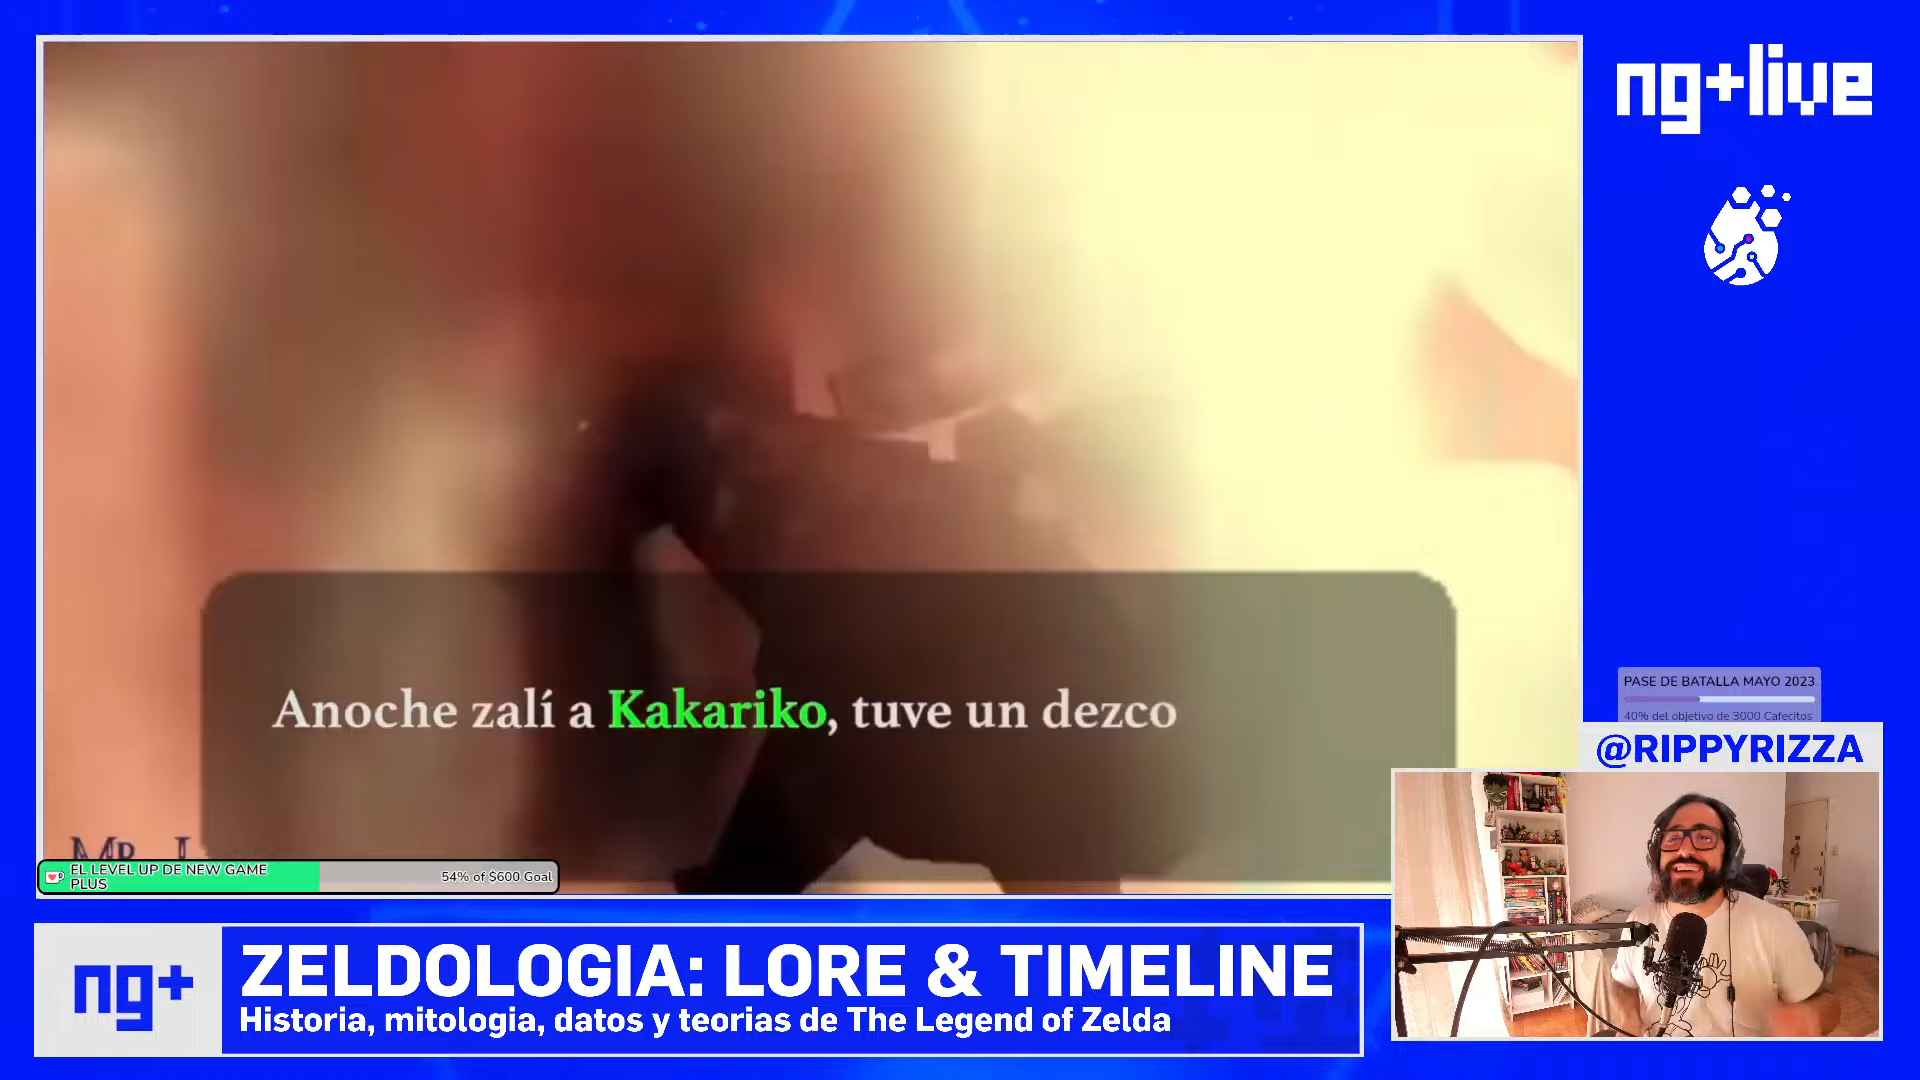 ng+live
Anoche zalí a Kakariko, tuve un dezco
PASE DE BATALLA MAYO 2023
40% del objetivo de 3000 Cafecitos
@RIPPYRIZZA
EL LEVEL UP DE NEW GAME
PLUS
54% of $600 Goal
ng+
ZELDOLOGIA: LORE & TIMELINE
Historia, mitologia, datos y teorias de The Legend of Zelda